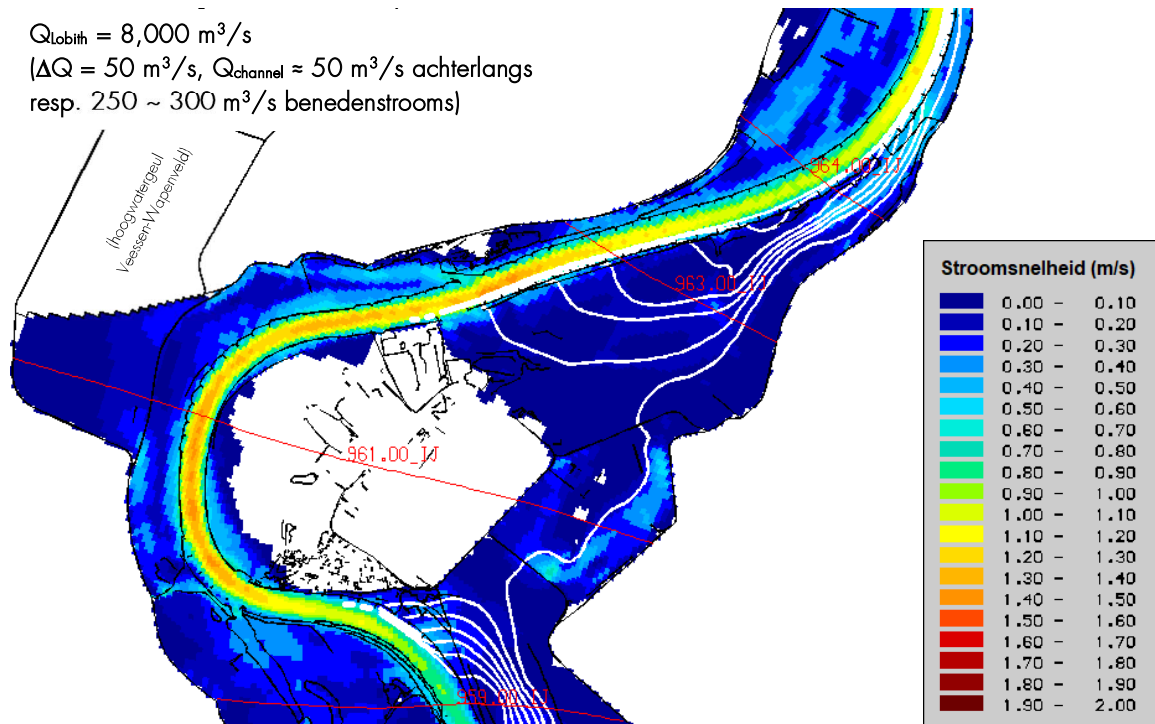 QLobith = 8,000 m³/s
(ΔQ = 50 m³/s, Qchannel ≈ 50 m³/s achterlangs
resp. 250 ~ 300 m³/s benedenstrooms)
(hoogwatergeul
Veessen-Wapenveld)
964.00_IJ
963.00_IJ
961.00_IJ
959.00_IJ
Stroomsnelheid (m/s)
0.00 - 0.10
0.10 - 0.20
0.20 - 0.30
0.30 - 0.40
0.40 - 0.50
0.50 - 0.60
0.60 - 0.70
0.70 - 0.80
0.80 - 0.90
0.90 - 1.00
1.00 - 1.10
1.10 - 1.20
1.20 - 1.30
1.30 - 1.40
1.40 - 1.50
1.50 - 1.60
1.60 - 1.70
1.70 - 1.80
1.80 - 1.90
1.90 - 2.00